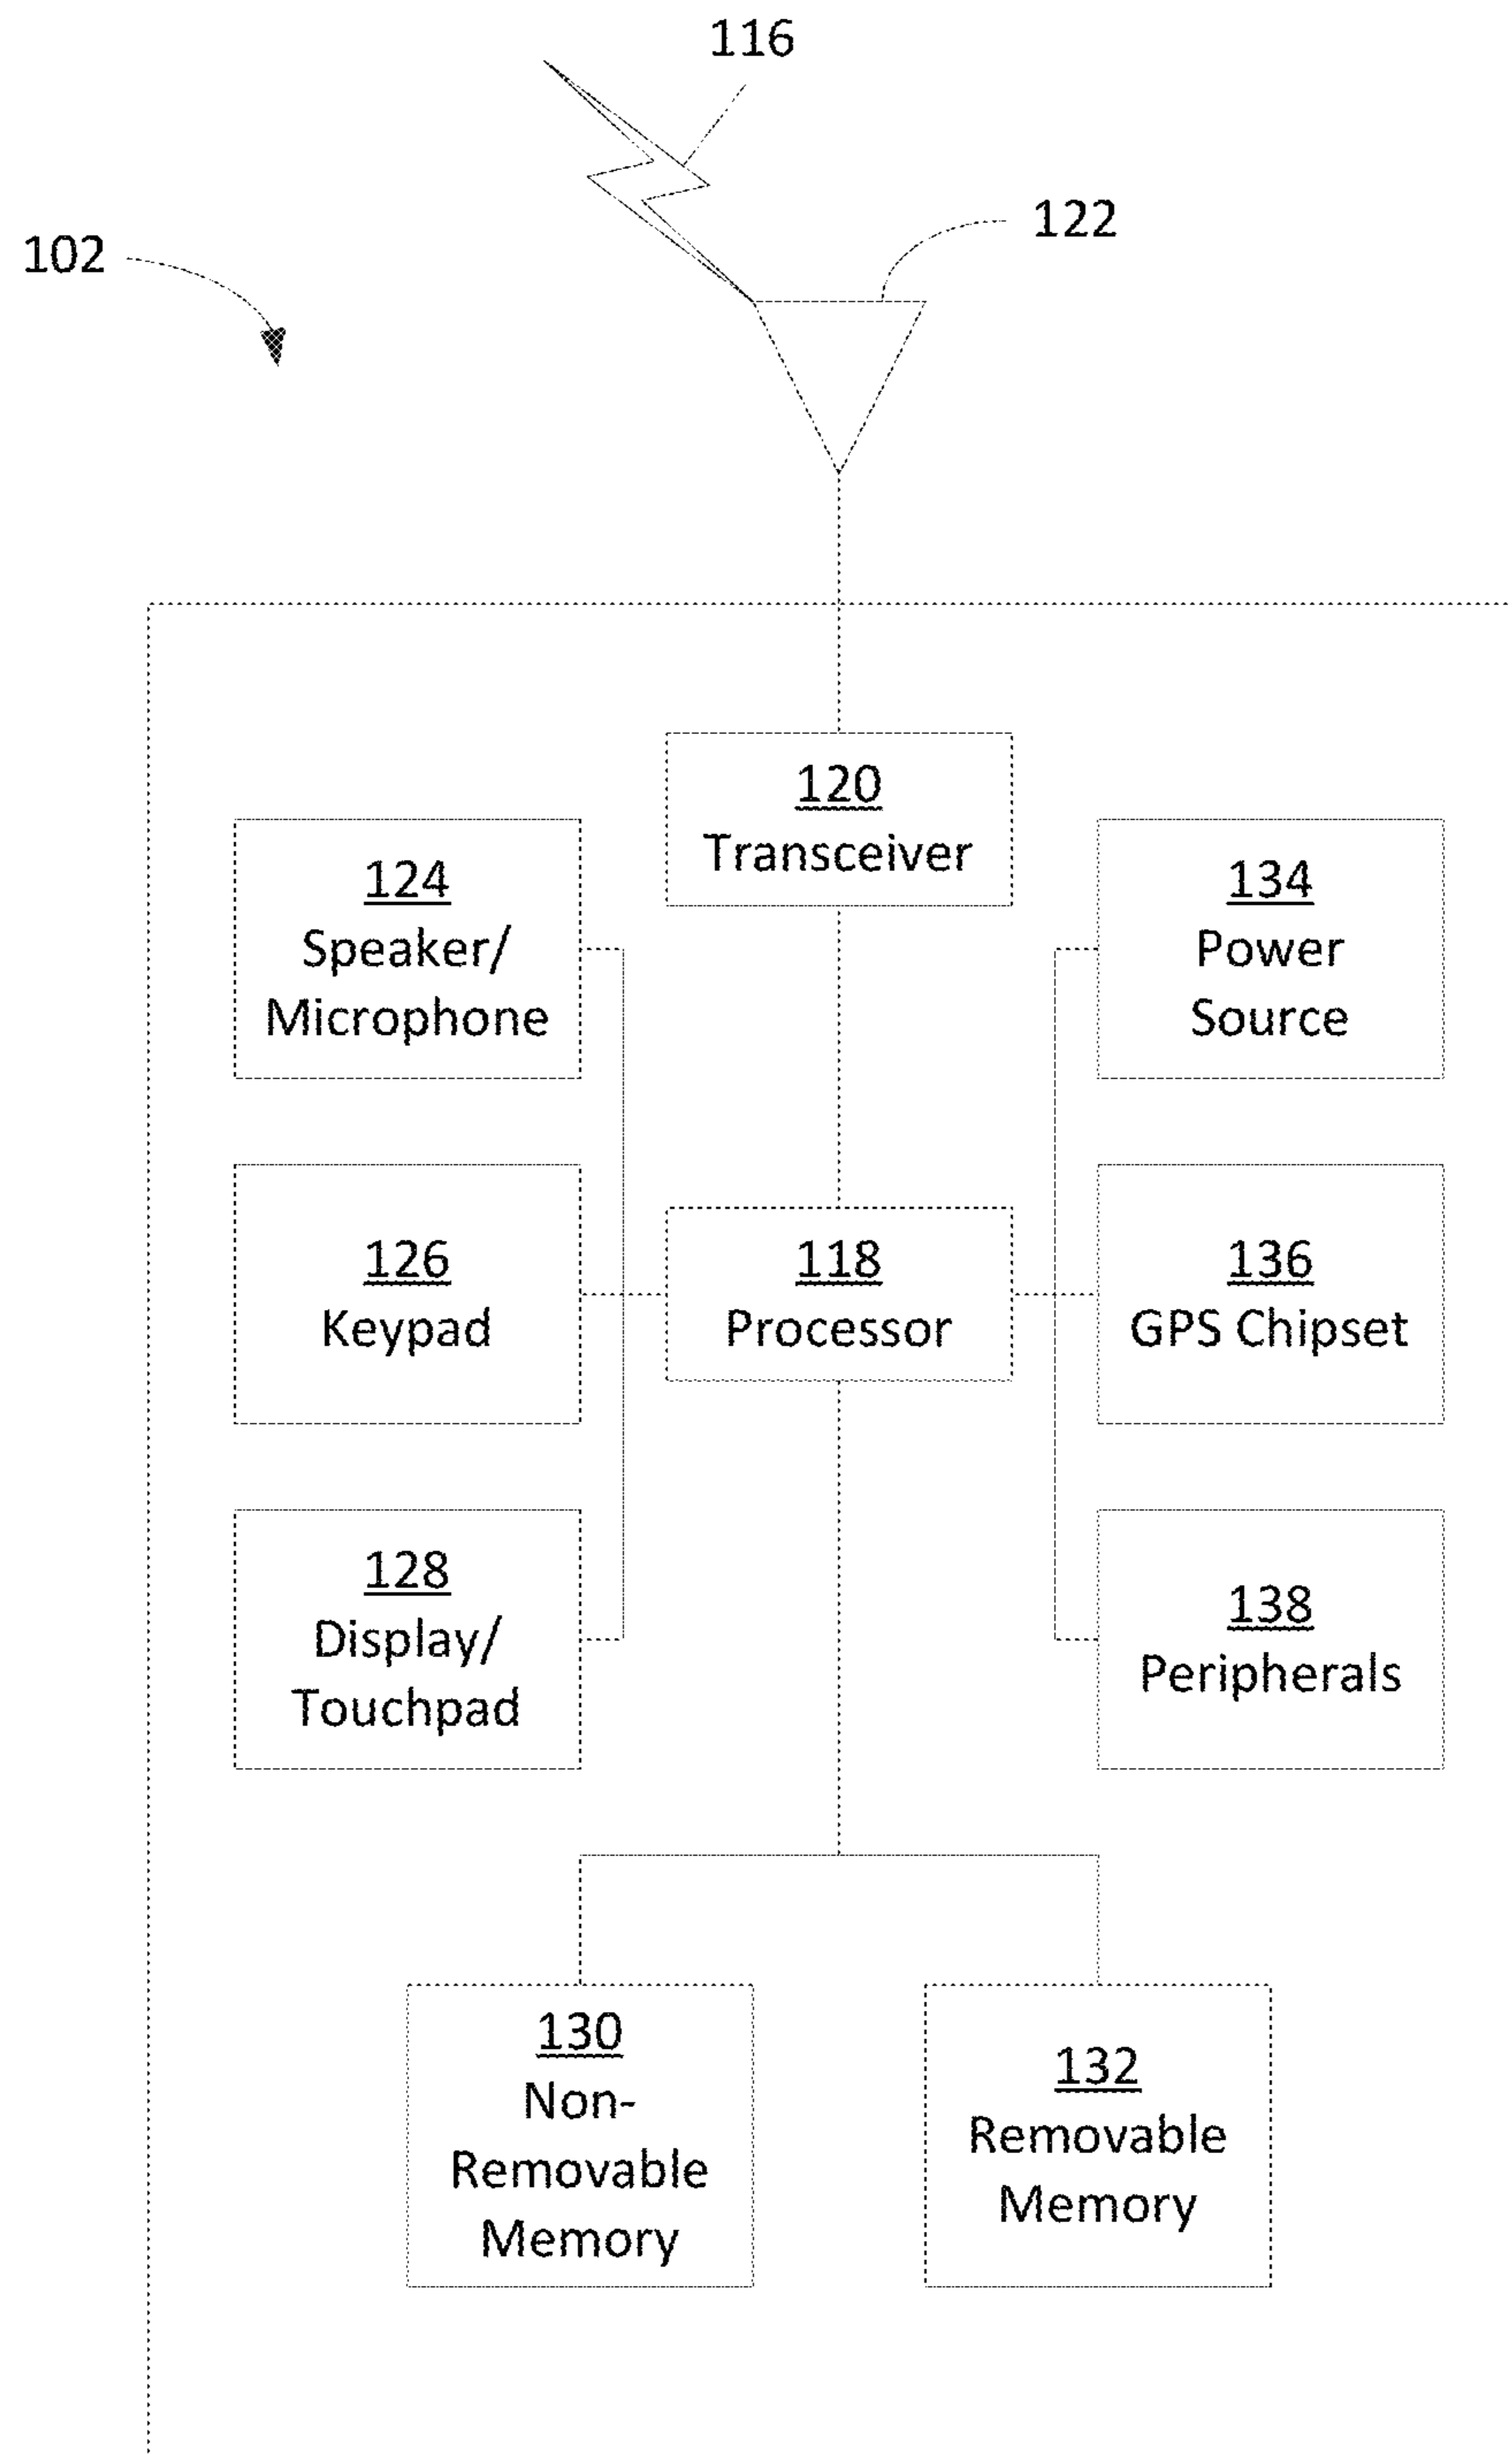 116
122
102
120
Transceiver
124
Speaker/
Microphone
134
Power
Source
126
Keypad
118
Processor
136
GPS Chipset
128
Display/
Touchpad
138
Peripherals
130
Non-
Removable
Memory
132
Removable
Memory